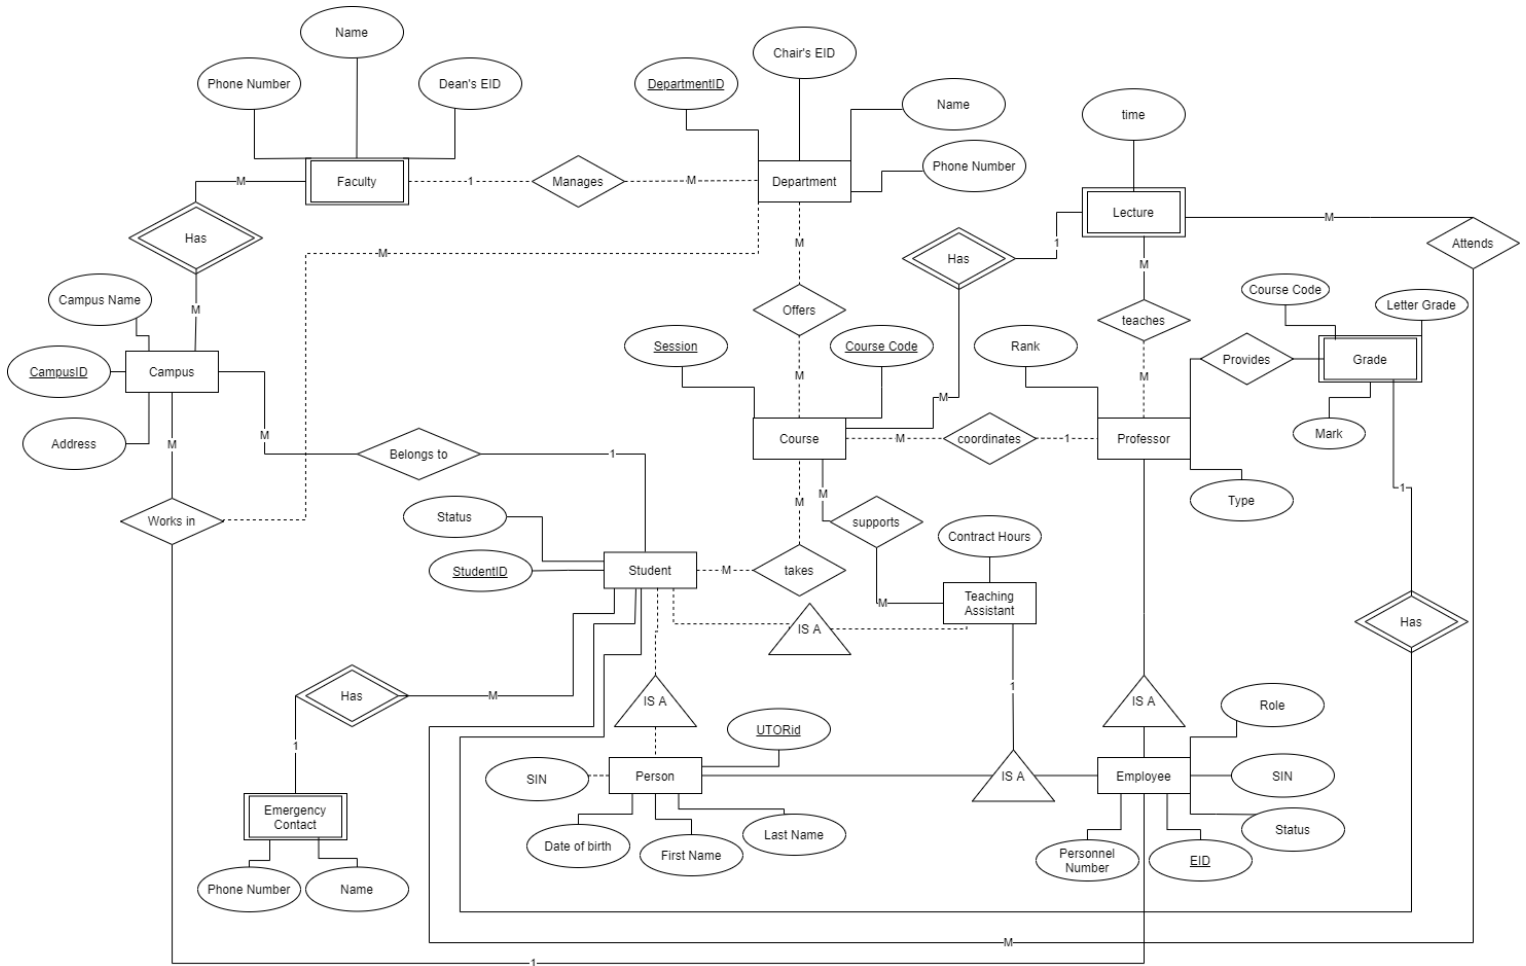 Name
Chair's EID
Phone Number
Dean's EID
DepartmentID
Name
time
Phone Number
Faculty
M
1
Manages
M
Department
Lecture
M
Attends
Has
M
1
Has
M
M
Campus Name
M
Offers
teaches
Course Code
Letter Grade
Session
Course Code
Rank
Provides
Grade
CampusID
Campus
M
M
M
Address
M
M
Belongs to
1
Course
M
coordinates
1
Professor
Mark
Works in
Status
M
M
supports
Type
1
Contract Hours
StudentID
Student
M
takes
M
Teaching
Assistant
IS A
Has
Has
M
IS A
1
IS A
Role
1
UTORid
SIN
Person
IS A
Employee
SIN
Emergency
Contact
Date of birth
First Name
Last Name
Personnel
Number
EID
Status
Phone Number
Name
M
1